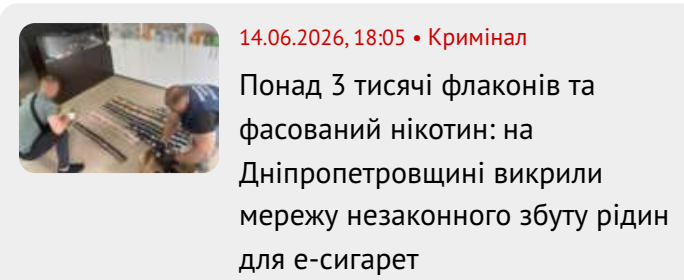 14.06.2026, 18:05 • Кримінал
Понад 3 тисячі флаконів та
фасований нікотин: на
Дніпропетровщині викрили
мережу незаконного збуту рідин
для е-сигарет